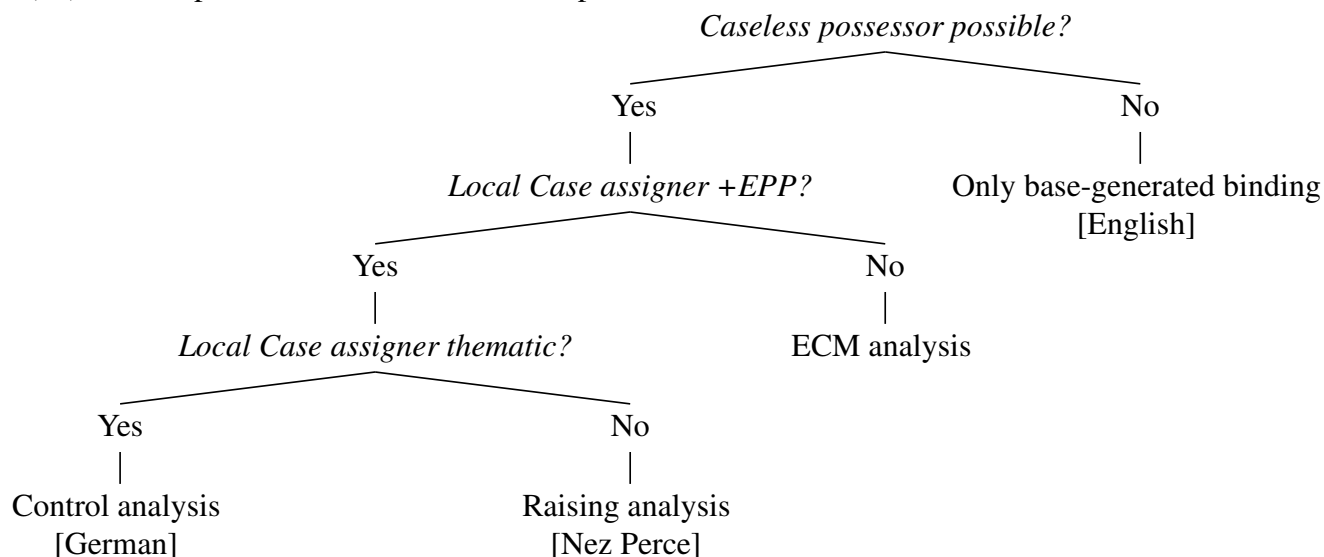 Caseless possessor possible?
Yes No
Local Case assigner +EPP? Only base-generated binding
[English]
Yes No
Local Case assigner thematic? ECM analysis
Yes No
Control analysis Raising analysis
[German] [Nez Perce]